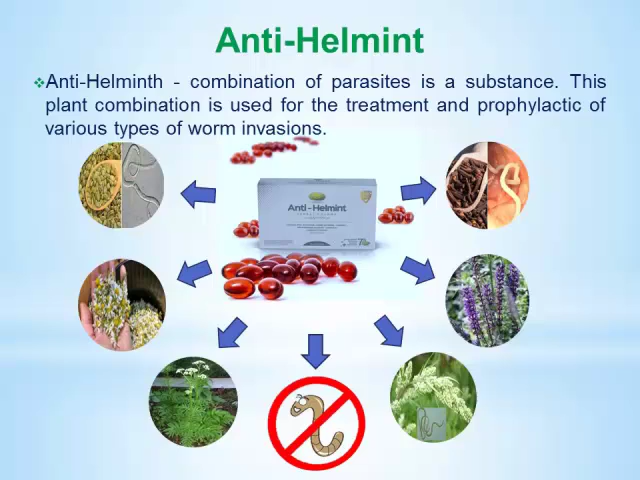 Anti-Helmint
Anti-Helminth - combination of parasites is a substance. This
plant combination is used for the treatment and prophylactic of
various types of worm invasions.
Anti - Helmint